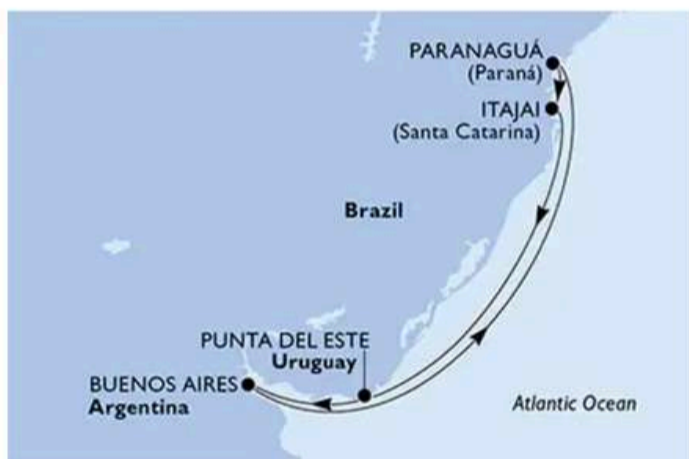 PARANAGUÁ
(Paraná)
ITAJAI
(Santa Catarina)
Brazil
PUNTA DEL ESTE
Uruguay
BUENOS AIRES
Argentina
Atlantic Ocean